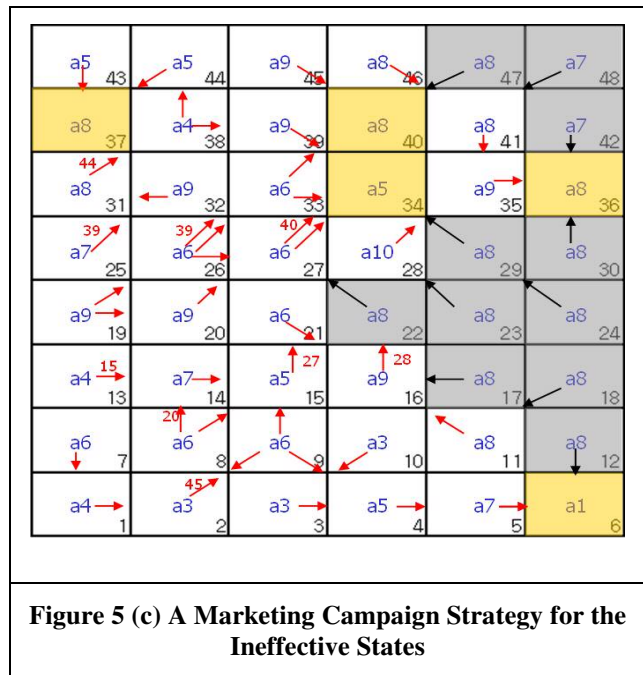 a5 43 a5 44 a9 45 a8 46 a8 47 a7 48
a8 37 a4 38 a9 39 a8 40 a8 41 a7 42
44
a8 31 a9 32 a6 33 a5 34 a9 35 a8 36
39 39 40
a7 25 a6 26 a6 27 a10 28 a8 29 a8 30
a9 19 a9 20 a6 21 a8 22 a8 23 a8 24
15 27 28
a4 13 a7 14 a5 15 a9 16 a8 17 a8 18
20
a6 7 a6 8 a6 9 a3 10 a8 11 a8 12
45
a4 1 a3 2 a3 3 a5 4 a7 5 a1 6
Figure 5 (c) A Marketing Campaign Strategy for the
Ineffective States